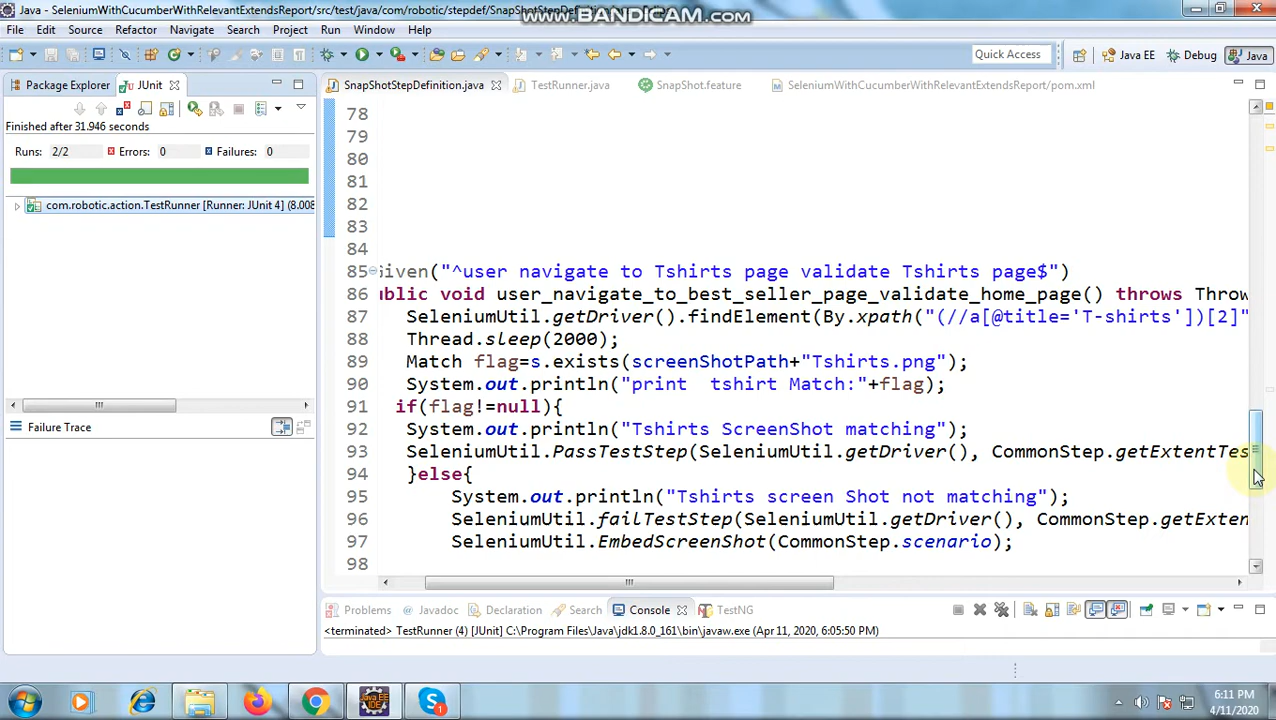 Java - SeleniumWithCucumberWithRelevantExtendsReport/src/test/java/com/robotic/stepdef/SnapShotStepDefinition
www.BANDICAM.com
File Edit Source Refactor Navigate Search Project Run Window Help
Quick Access Java EE Debug Java
Package Explorer JUnit
SnapShotStepDefinition.java TestRunner.java SnapShot.feature SeleniumWithCucumberWithRelevantExtendsReport/pom.xml
Finished after 31.946 seconds
Runs: 2/2 Errors: 0 Failures: 0
com.robotic.action.TestRunner [Runner: JUnit 4] (8.008
Failure Trace
78
79
80
81
82
83
84
85 Given("^user navigate to Tshirts page validate Tshirts page$")
86 ublic void user_navigate_to_best_seller_page_validate_home_page() throws Throw
87 SeleniumUtil.getDriver().findElement(By.xpath("(//a[@title='T-shirts'])[2]"
88 Thread.sleep(2000);
89 Match flag=s.exists(screenShotPath+"Tshirts.png");
90 System.out.println("print  tshirt Match:"+flag);
91 if(flag!=null){
92 System.out.println("Tshirts ScreenShot matching");
93 SeleniumUtil.PassTestStep(SeleniumUtil.getDriver(), CommonStep.getExtentTes
94 }else{
95 System.out.println("Tshirts screen Shot not matching");
96 SeleniumUtil.failTestStep(SeleniumUtil.getDriver(), CommonStep.getExten
97 SeleniumUtil.EmbedScreenShot(CommonStep.scenario);
98
Problems Javadoc Declaration Search Console TestNG
<terminated> TestRunner (4) [JUnit] C:\Program Files\Java\jdk1.8.0_161\bin\javaw.exe (Apr 11, 2020, 6:05:50 PM)
6:11 PM
4/11/2020